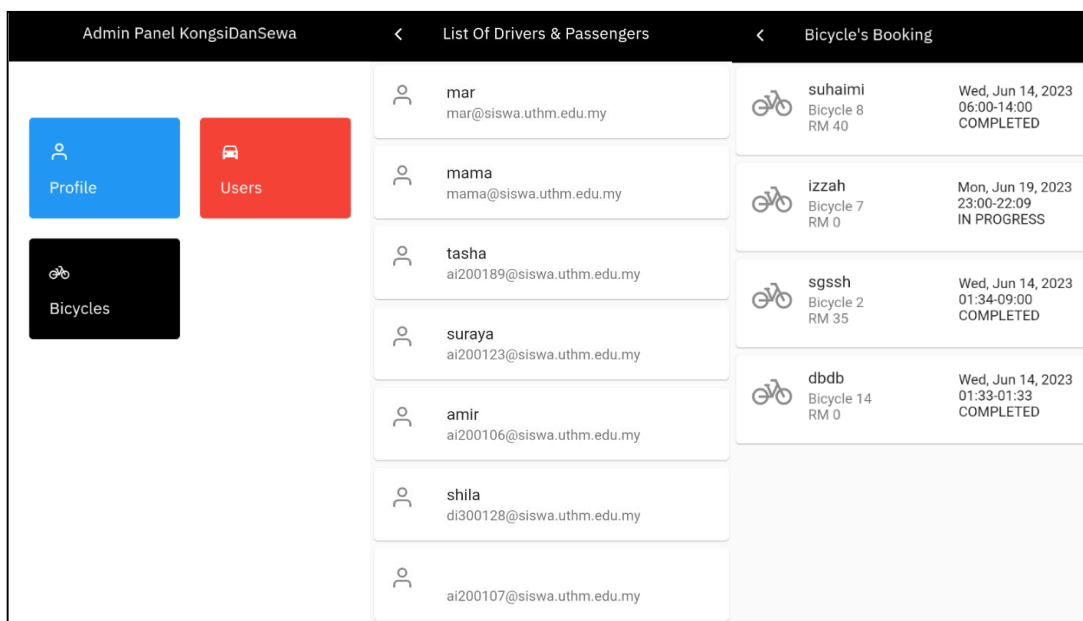 Admin Panel KongsiDanSewa
Profile
Users
Bicycles
List Of Drivers & Passengers
mar
mar@siswa.uthm.edu.my
mama
mama@siswa.uthm.edu.my
tasha
ai200189@siswa.uthm.edu.my
suraya
ai200123@siswa.uthm.edu.my
amir
ai200106@siswa.uthm.edu.my
shila
di300128@siswa.uthm.edu.my
ai200107@siswa.uthm.edu.my
Bicycle's Booking
suhaimi
Bicycle 8
RM 40
Wed, Jun 14, 2023
06:00-14:00
COMPLETED
izzah
Bicycle 7
RM 0
Mon, Jun 19, 2023
23:00-22:09
IN PROGRESS
sgssh
Bicycle 2
RM 35
Wed, Jun 14, 2023
01:34-09:00
COMPLETED
dbdb
Bicycle 14
RM 0
Wed, Jun 14, 2023
01:33-01:33
COMPLETED